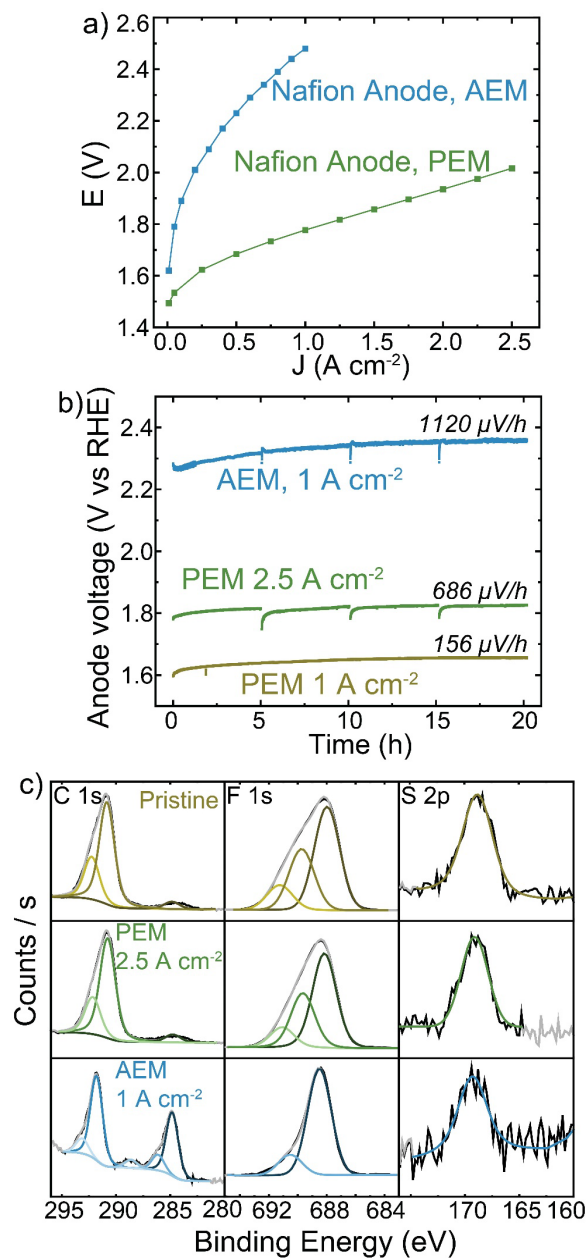 a)
2.6
2.4
2.2
2.0
1.8
1.6
1.4
E (V)
Nafion Anode, AEM
Nafion Anode, PEM
0.0 0.5 1.0 1.5 2.0 2.5
J (A cm-2)
b)
Anode voltage (V vs RHE)
2.4
2.2
2.0
1.8
1.6
1120 μV/h
AEM, 1 A cm-2
PEM 2.5 A cm-2
686 μV/h
156 μV/h
PEM 1 A cm-2
0 5 10 15 20
Time (h)
c)
C 1s
Pristine
F 1s
S 2p
PEM
2.5 A cm-2
AEM
1 A cm-2
Counts / s
295 290 285 280 692 688 684 170 165 160
Binding Energy (eV)